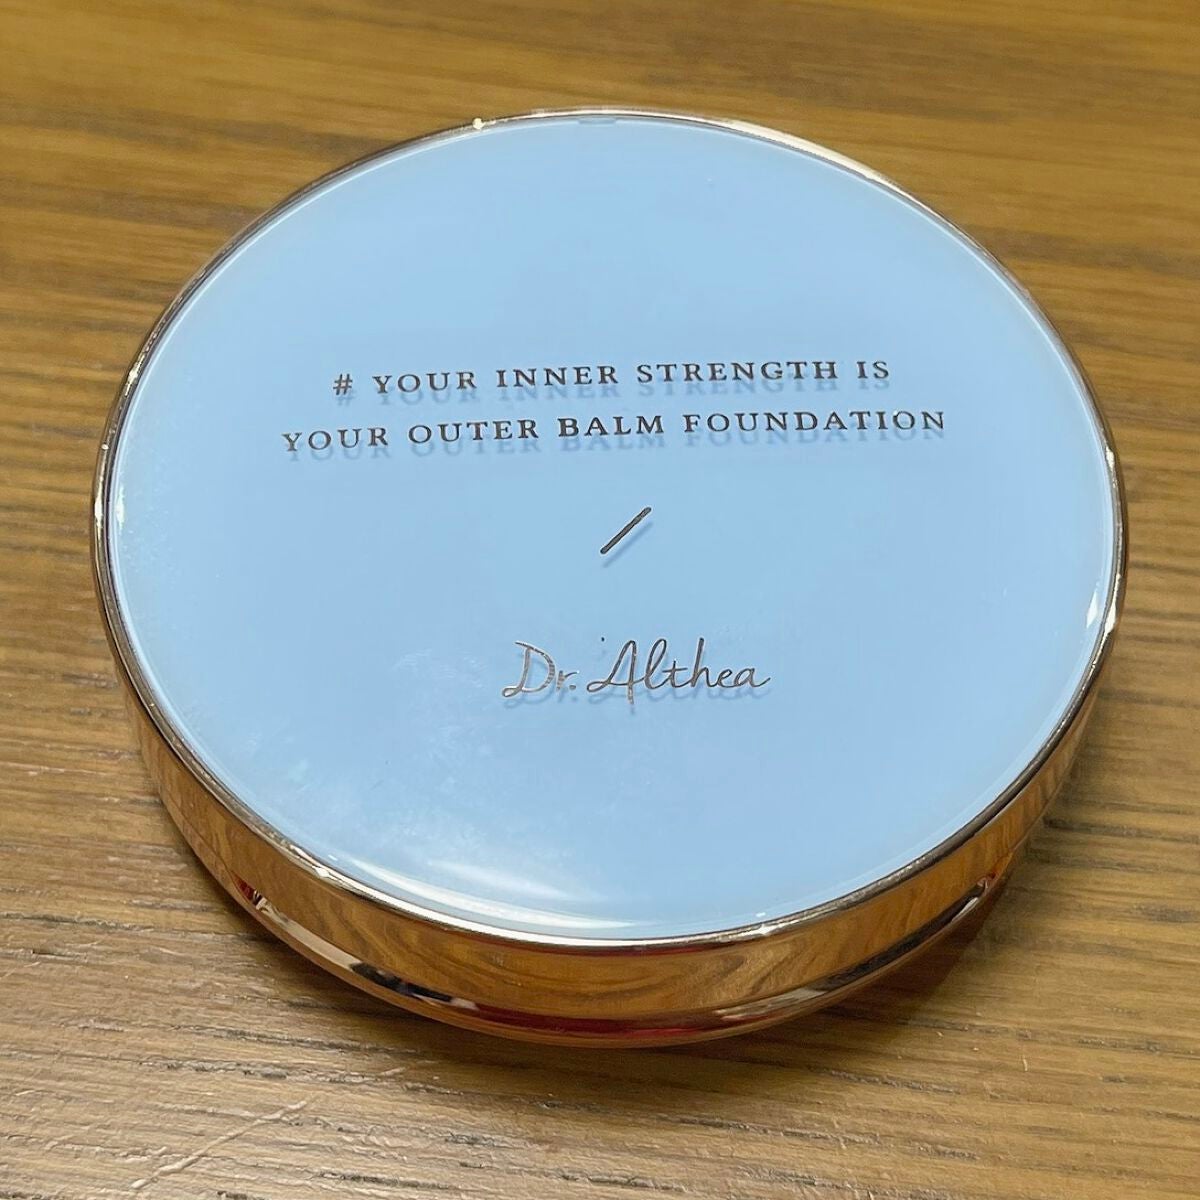 # YOUR INNER STRENGTH IS
YOUR OUTER BALM FOUNDATION
Dr. Althea